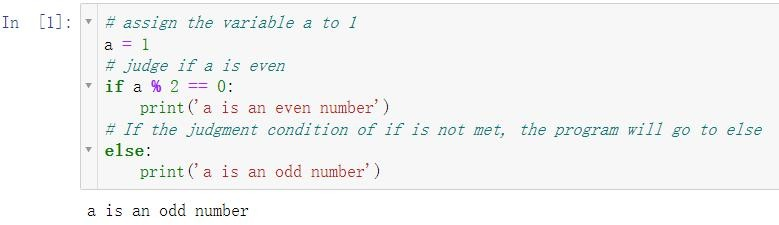 In [1]: # assign the variable a to 1
a = 1
# judge if a is even
if a % 2 == 0:
    print('a is an even number')
# If the judgment condition of if is not met, the program will go to else
else:
    print('a is an odd number')
a is an odd number